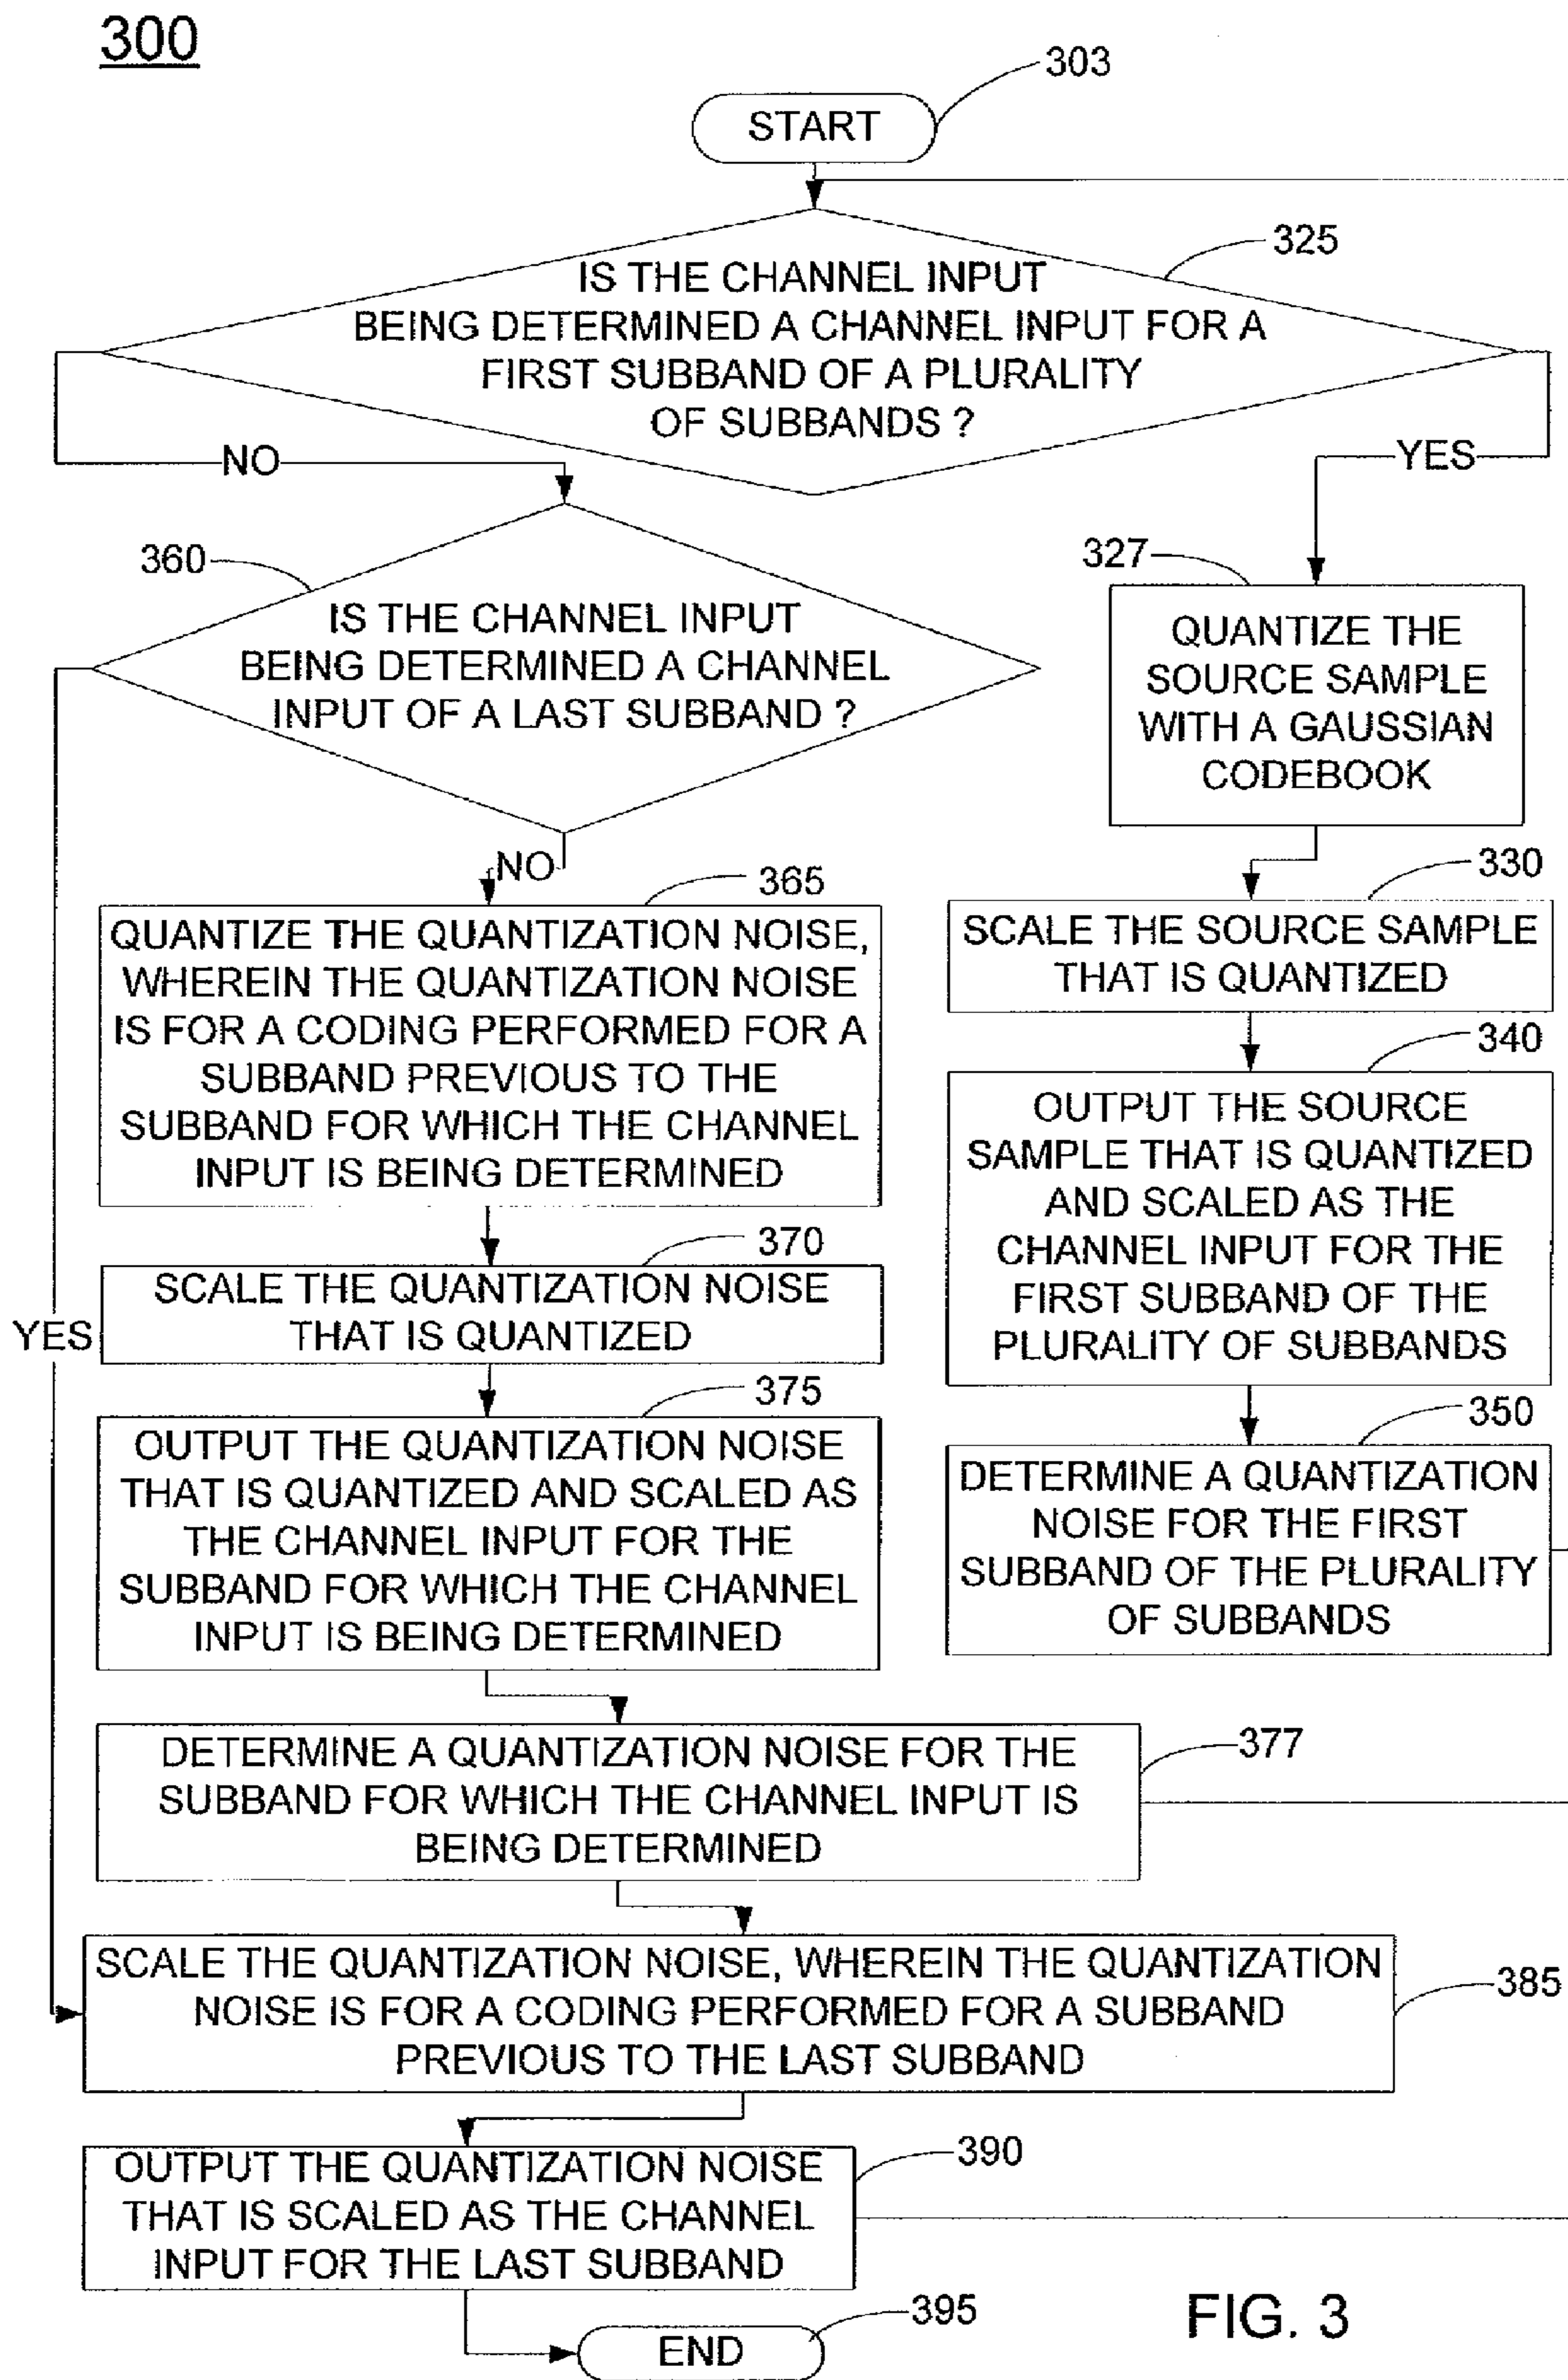 300
303
START
325
IS THE CHANNEL INPUT
BEING DETERMINED A CHANNEL INPUT FOR A
FIRST SUBBAND OF A PLURALITY
OF SUBBANDS ?
NO
YES
360
IS THE CHANNEL INPUT
BEING DETERMINED A CHANNEL
INPUT OF A LAST SUBBAND ?
327
QUANTIZE THE
SOURCE SAMPLE
WITH A GAUSSIAN
CODEBOOK
NO
365
QUANTIZE THE QUANTIZATION NOISE,
WHEREIN THE QUANTIZATION NOISE
IS FOR A CODING PERFORMED FOR A
SUBBAND PREVIOUS TO THE
SUBBAND FOR WHICH THE CHANNEL
INPUT IS BEING DETERMINED
330
SCALE THE SOURCE SAMPLE
THAT IS QUANTIZED
340
OUTPUT THE SOURCE
SAMPLE THAT IS QUANTIZED
AND SCALED AS THE
CHANNEL INPUT FOR THE
FIRST SUBBAND OF THE
PLURALITY OF SUBBANDS
370
SCALE THE QUANTIZATION NOISE
THAT IS QUANTIZED
YES
375
OUTPUT THE QUANTIZATION NOISE
THAT IS QUANTIZED AND SCALED AS
THE CHANNEL INPUT FOR THE
SUBBAND FOR WHICH THE CHANNEL
INPUT IS BEING DETERMINED
350
DETERMINE A QUANTIZATION
NOISE FOR THE FIRST
SUBBAND OF THE PLURALITY
OF SUBBANDS
377
DETERMINE A QUANTIZATION NOISE FOR THE
SUBBAND FOR WHICH THE CHANNEL INPUT IS
BEING DETERMINED
385
SCALE THE QUANTIZATION NOISE, WHEREIN THE QUANTIZATION
NOISE IS FOR A CODING PERFORMED FOR A SUBBAND
PREVIOUS TO THE LAST SUBBAND
390
OUTPUT THE QUANTIZATION NOISE
THAT IS SCALED AS THE CHANNEL
INPUT FOR THE LAST SUBBAND
395
END
FIG. 3